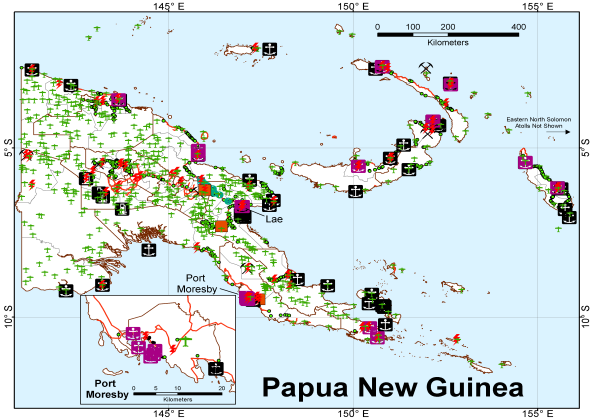 145° E
150° E
155° E
0 100 200 400
Kilometers
Eastern North Solomon
Atolls Not Shown
5° S
5° S
Lae
Port
Moresby
10° S
10° S
0 5 10 20
Kilometers
Port
Moresby
Papua New Guinea
145° E
150° E
155° E